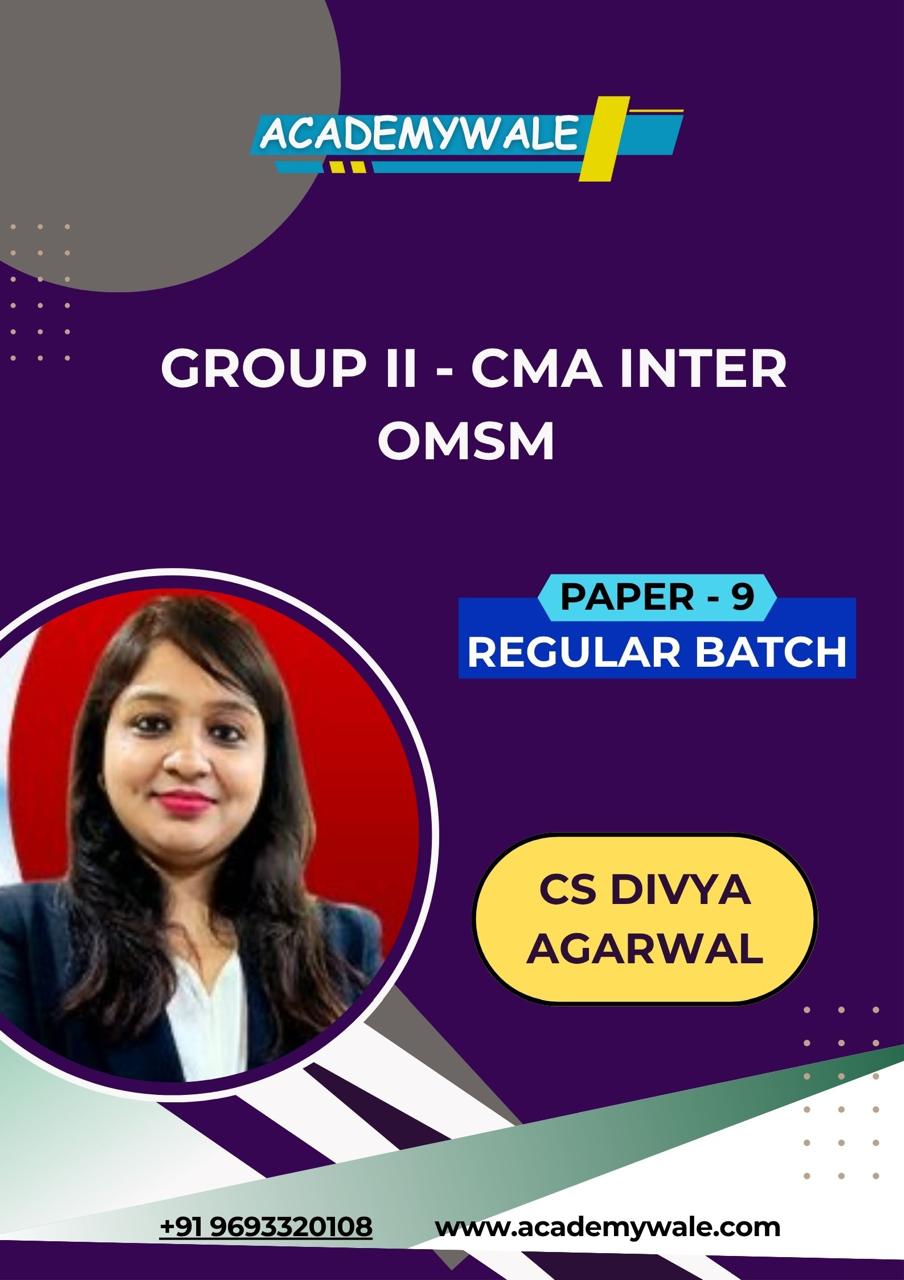 ACADEMYWALE
GROUP II - CMA INTER
OMSM
PAPER - 9
REGULAR BATCH
CS DIVYA
AGARWAL
+91 9693320108
www.academywale.com